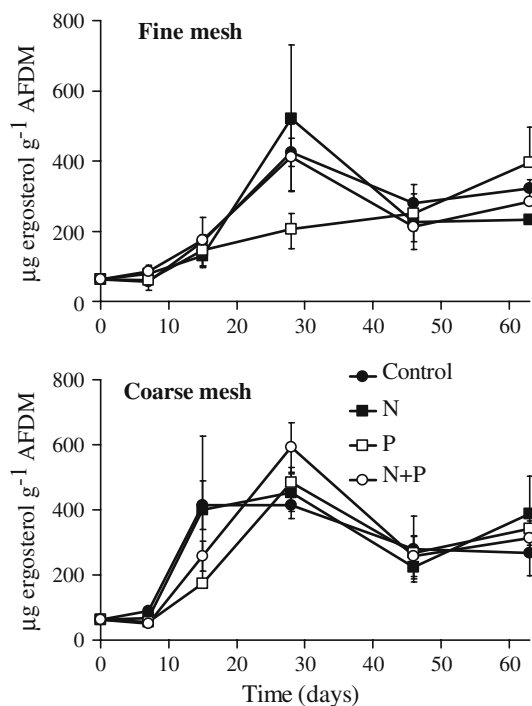 Fine mesh
µg ergosterol g-1 AFDM
800
600
400
200
0
0 10 20 30 40 50 60
Coarse mesh
Control
N
P
N+P
µg ergosterol g-1 AFDM
800
600
400
200
0
0 10 20 30 40 50 60
Time (days)